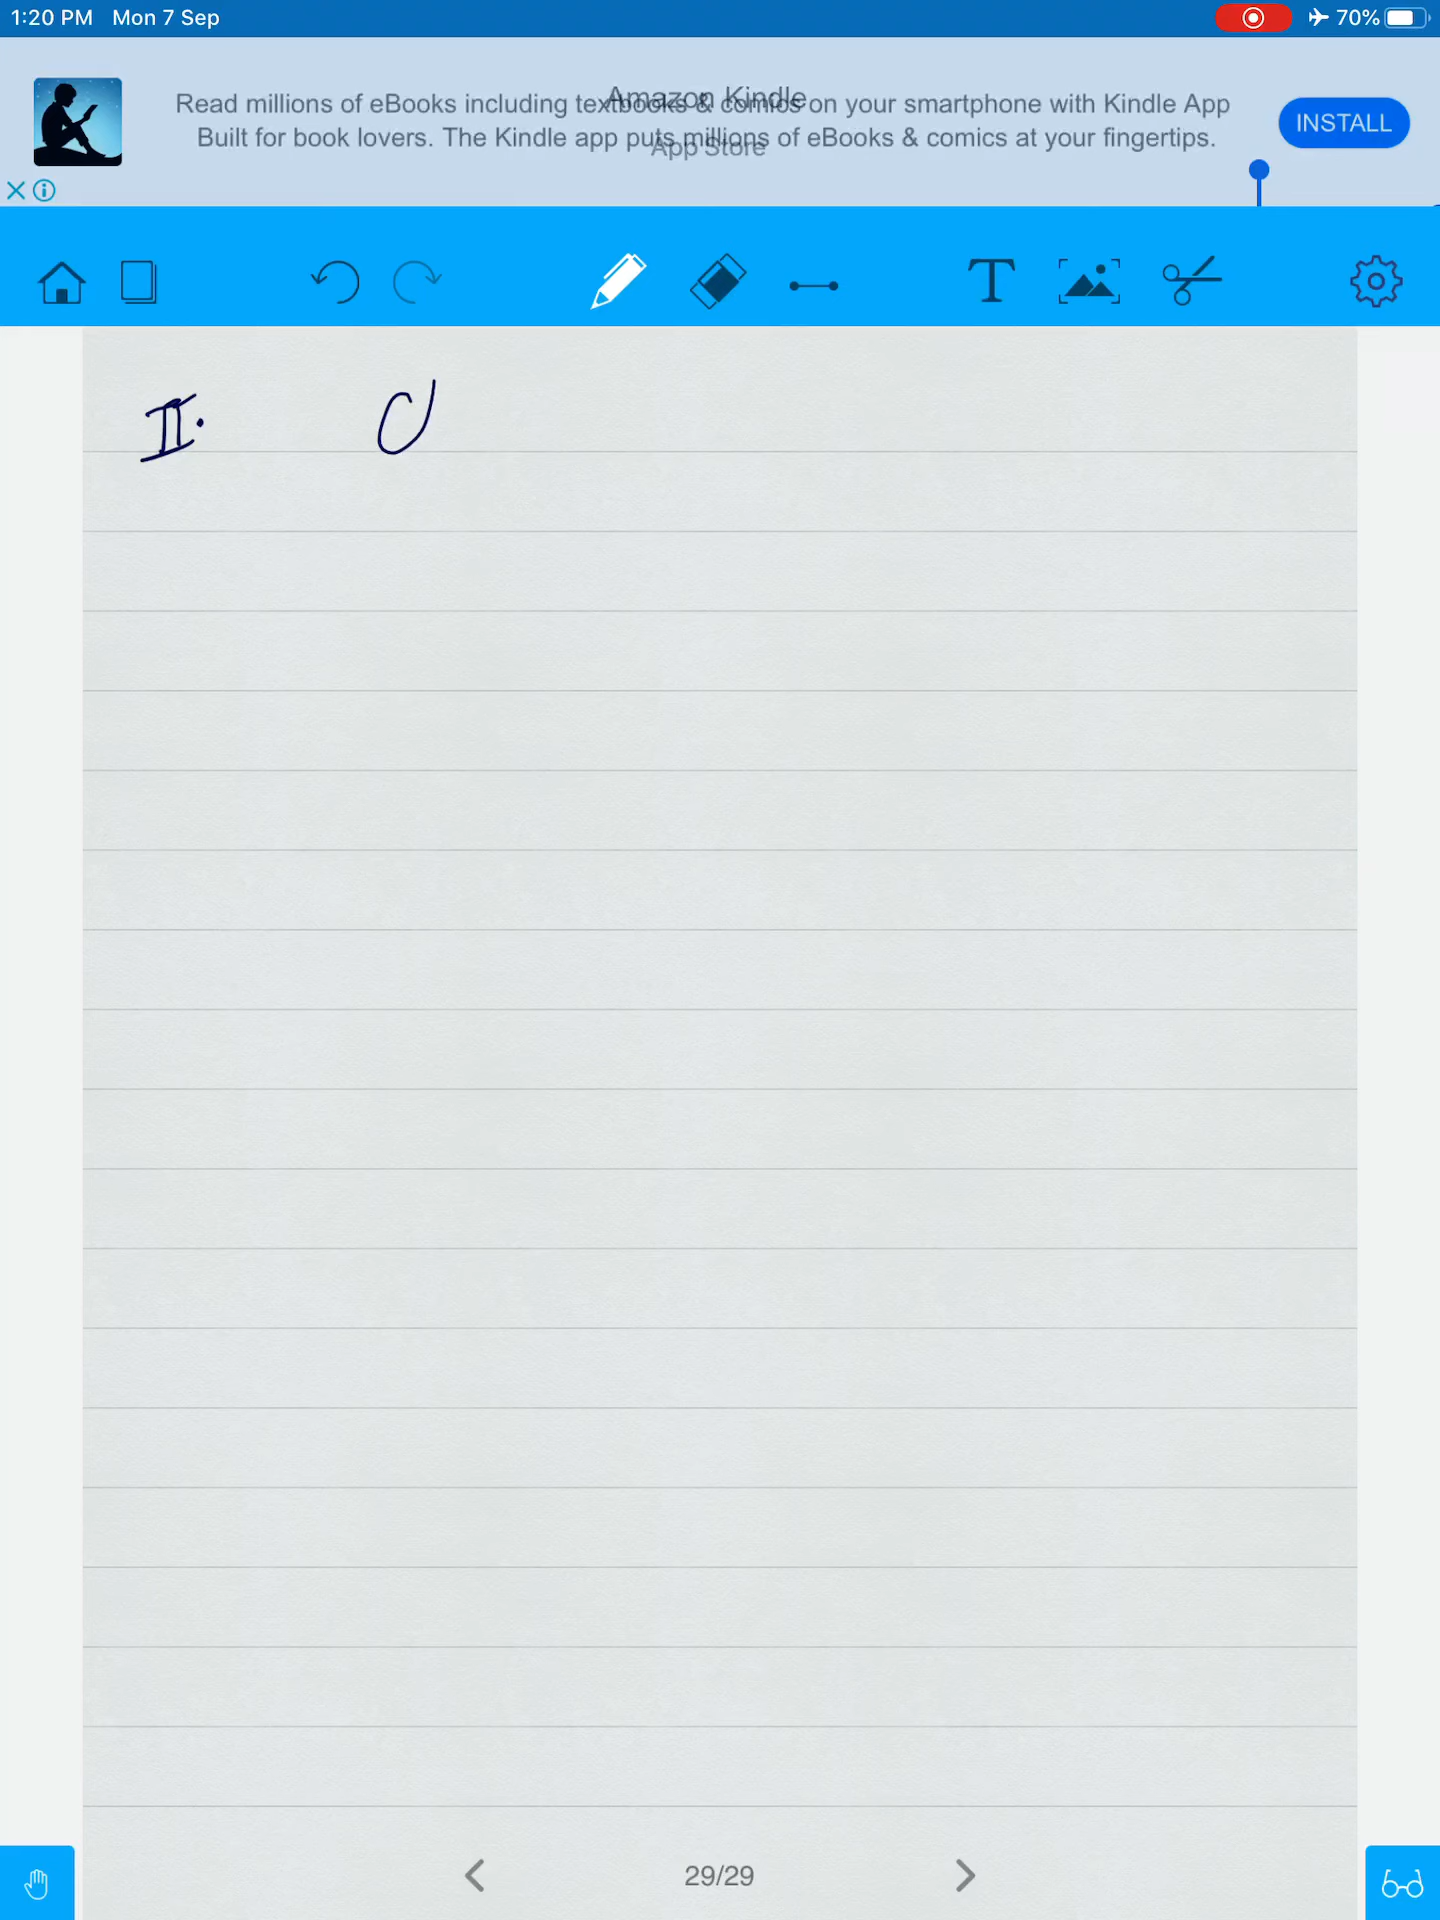 1:20 PM Mon 7 Sep 70%
Amazon Kindle
Read millions of eBooks including textbooks & comics on your smartphone with Kindle App
Built for book lovers. The Kindle app puts millions of eBooks & comics at your fingertips.
App Store
INSTALL
T
II.
29/29